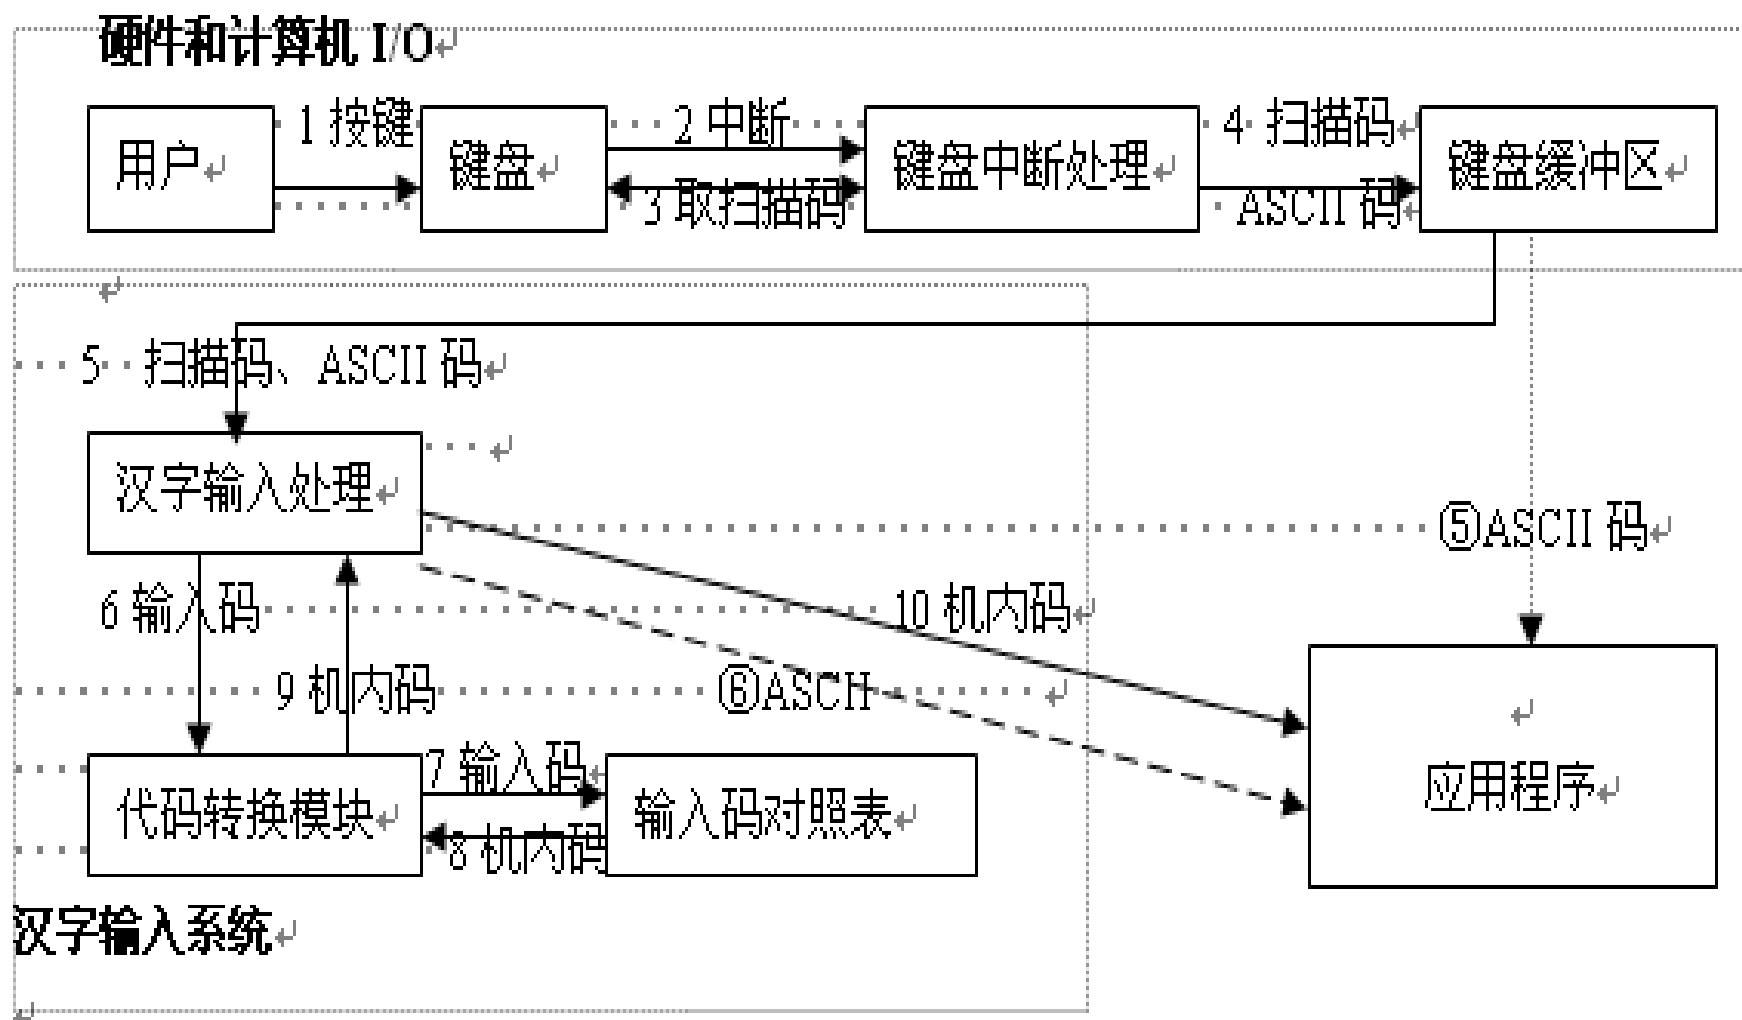 硬件和计算机 I/O
1 按键
2 中断
4 扫描码
用户
键盘
键盘中断处理
键盘缓冲区
3 取扫描码
ASCII 码
5 扫描码、ASCII 码
汉字输入处理
⑤ASCII 码
6 输入码
10 机内码
9 机内码
⑥ASCII
7 输入码
代码转换模块
输入码对照表
应用程序
8 机内码
汉字输入系统